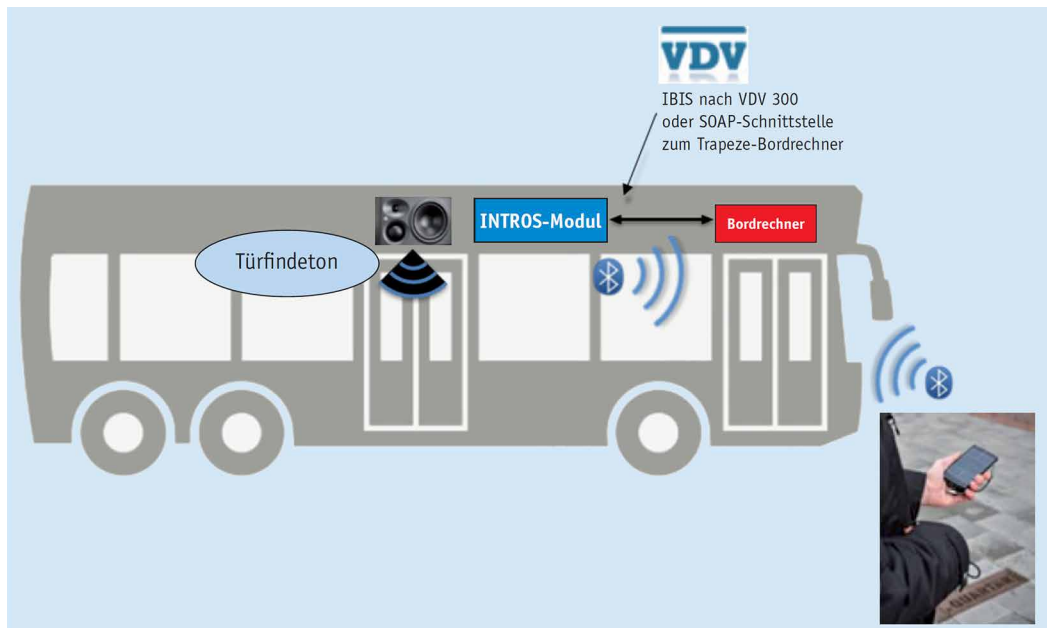 VDV
IBIS nach VDV 300
oder SOAP-Schnittstelle
zum Trapeze-Bordrechner
INTROS-Modul
Bordrechner
Türfindeton